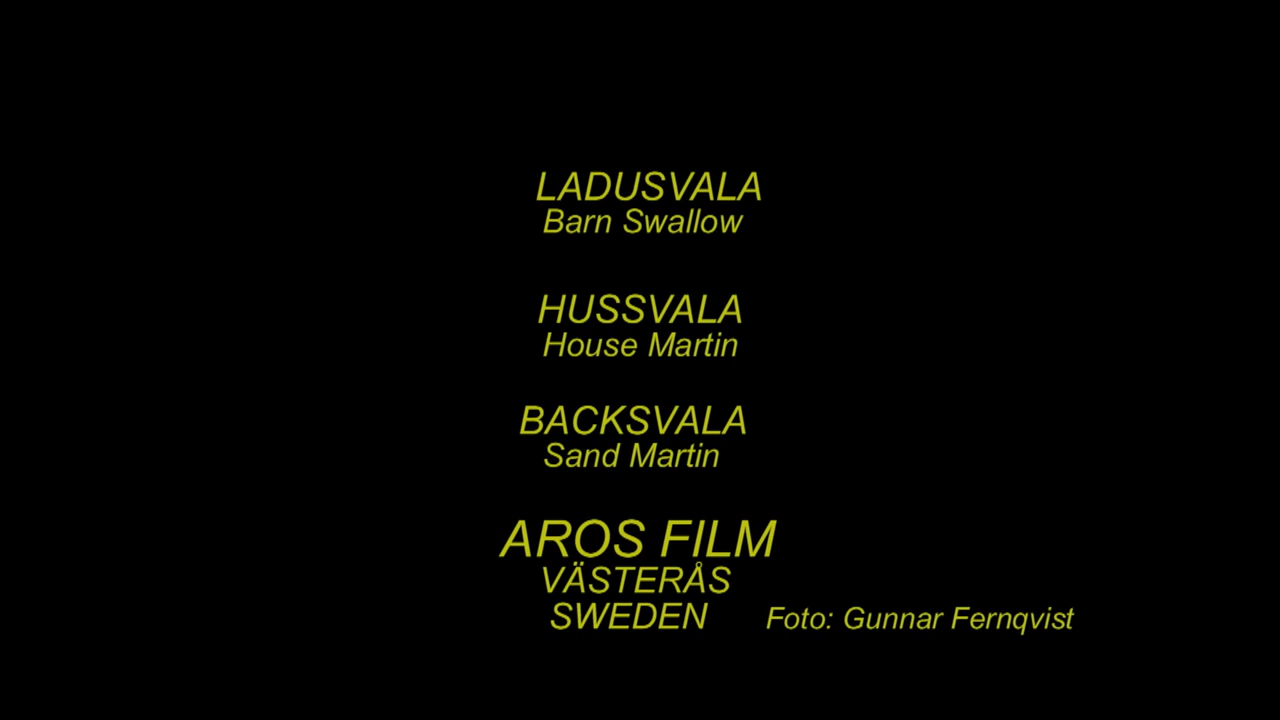 LADUSVALA
Barn Swallow
HUSSVALA
House Martin
BACKSVALA
Sand Martin
AROS FILM
VÄSTERÅS
SWEDEN Foto: Gunnar Fernqvist